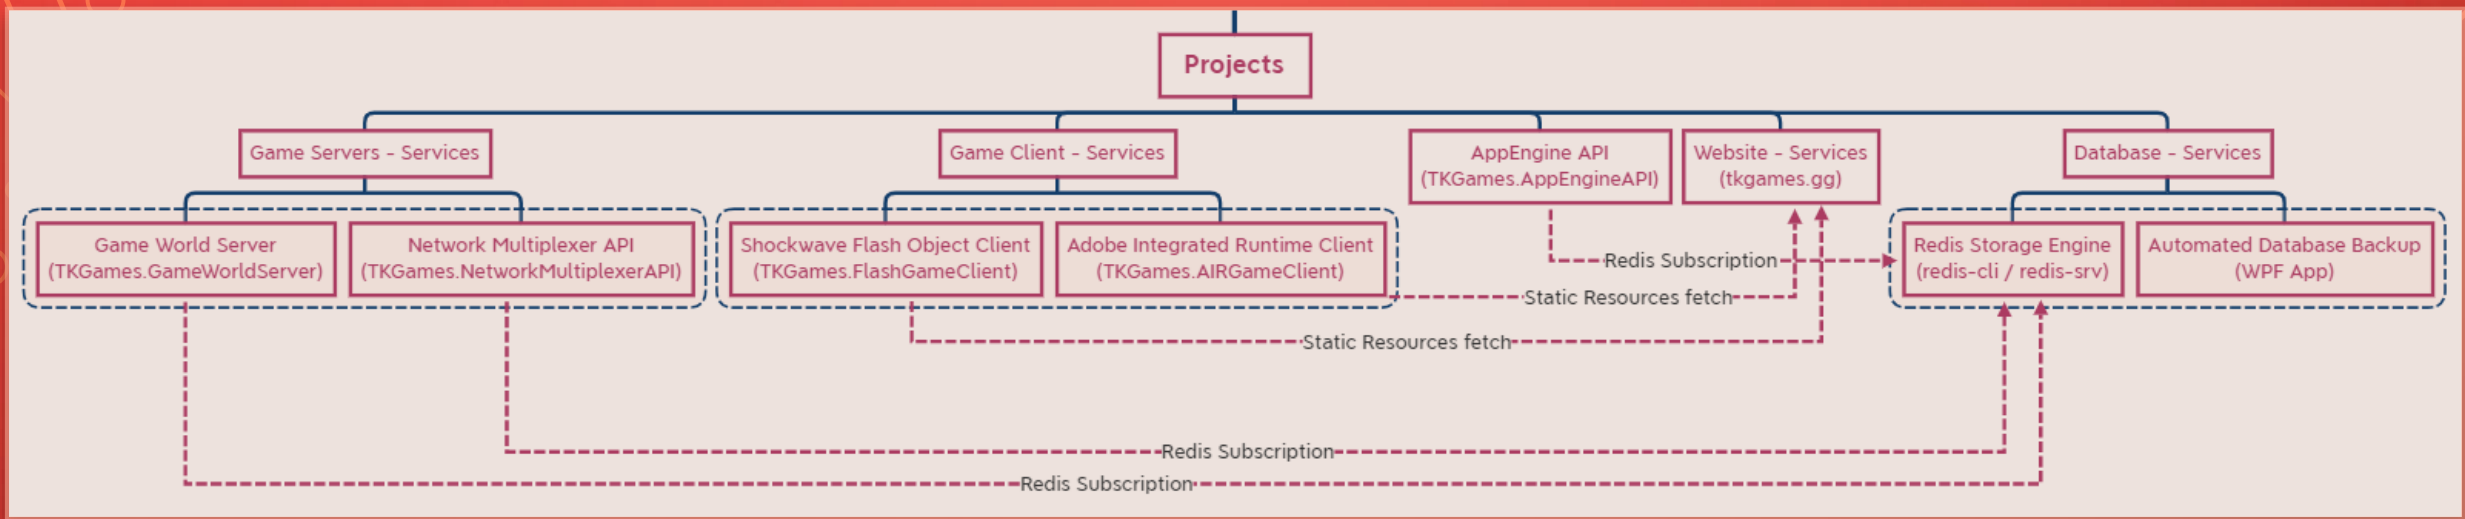 Projects
Game Servers - Services
Game Client - Services
AppEngine API
(TKGames.AppEngineAPI)
Website - Services
(tkgames.gg)
Database - Services
Game World Server
(TKGames.GameWorldServer)
Network Multiplexer API
(TKGames.NetworkMultiplexerAPI)
Shockwave Flash Object Client
(TKGames.FlashGameClient)
Adobe Integrated Runtime Client
(TKGames.AIRGameClient)
Redis Storage Engine
(redis-cli / redis-srv)
Automated Database Backup
(WPF App)
Redis Subscription
Static Resources fetch
Static Resources fetch
Redis Subscription
Redis Subscription